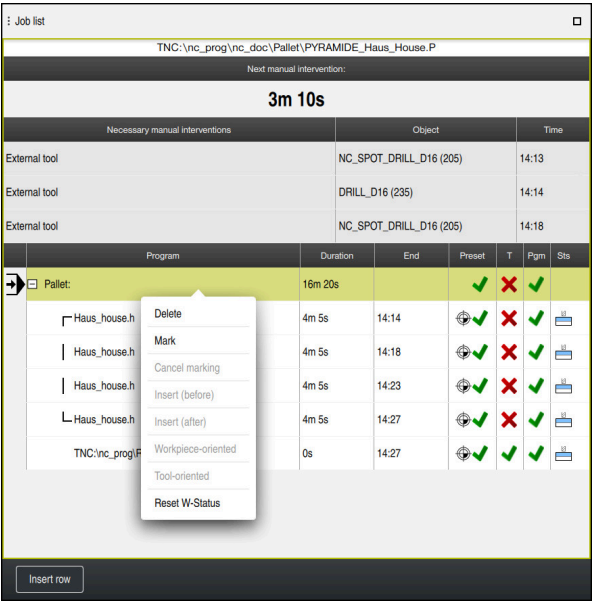 Job list
TNC:\nc_prog\nc_doc\Pallet\PYRAMIDE_Haus_House.P
Next manual intervention:
3m 10s
Necessary manual interventions Object Time
External tool NC_SPOT_DRILL_D16 (205) 14:13
External tool DRILL_D16 (235) 14:14
External tool NC_SPOT_DRILL_D16 (205) 14:18
Program Duration End Preset T Pgm Sts
Pallet: 16m 20s
Haus_house.h 4m 5s 14:14
Haus_house.h 4m 5s 14:18
Haus_house.h 4m 5s 14:23
Haus_house.h 4m 5s 14:27
TNC:\nc_prog\ 0s 14:27
Delete
Mark
Cancel marking
Insert (before)
Insert (after)
Workpiece-oriented
Tool-oriented
Reset W-Status
Insert row